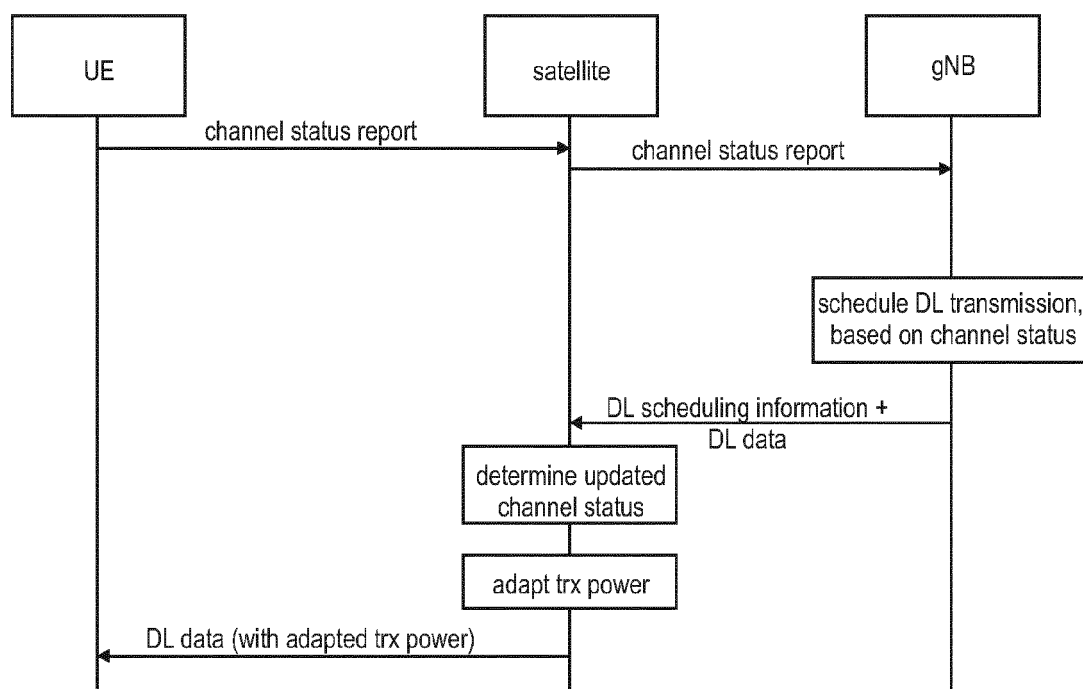 UE
satellite
gNB
channel status report
channel status report
schedule DL transmission,
based on channel status
DL scheduling information +
DL data
determine updated
channel status
adapt trx power
DL data (with adapted trx power)